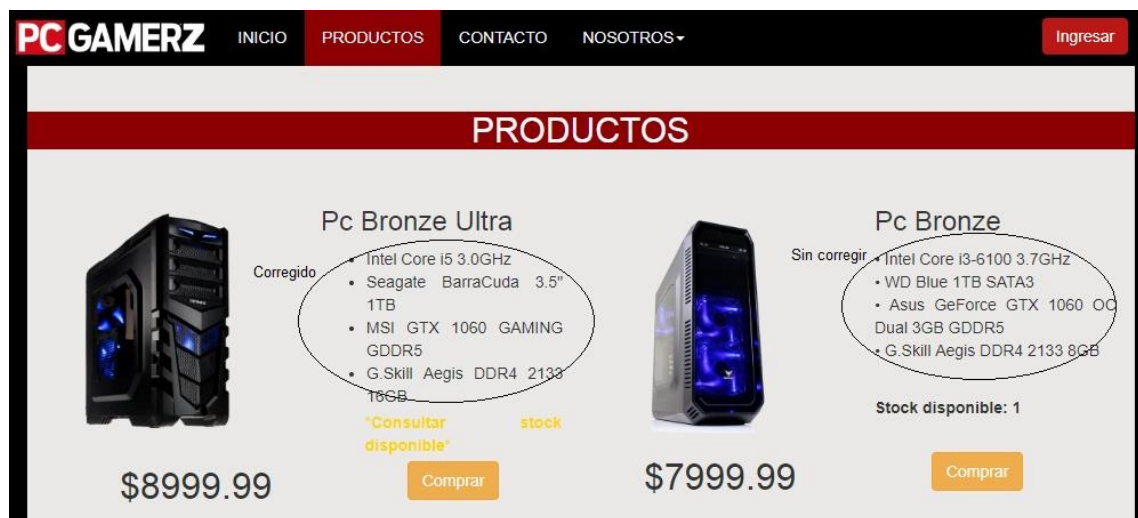 PC GAMERZ INICIO PRODUCTOS CONTACTO NOSOTROS Ingresar
PRODUCTOS
Pc Bronze Ultra
Corregido
• Intel Core i5 3.0GHz
• Seagate BarraCuda 3.5"
1TB
• MSI GTX 1060 GAMING
GDDR5
• G.Skill Aegis DDR4 2133
16GB
*Consultar stock
disponible*
$8999.99
Comprar
Pc Bronze
Sin corregir
• Intel Core i3-6100 3.7GHz
• WD Blue 1TB SATA3
• Asus GeForce GTX 1060 OC
Dual 3GB GDDR5
• G.Skill Aegis DDR4 2133 8GB
Stock disponible: 1
$7999.99
Comprar